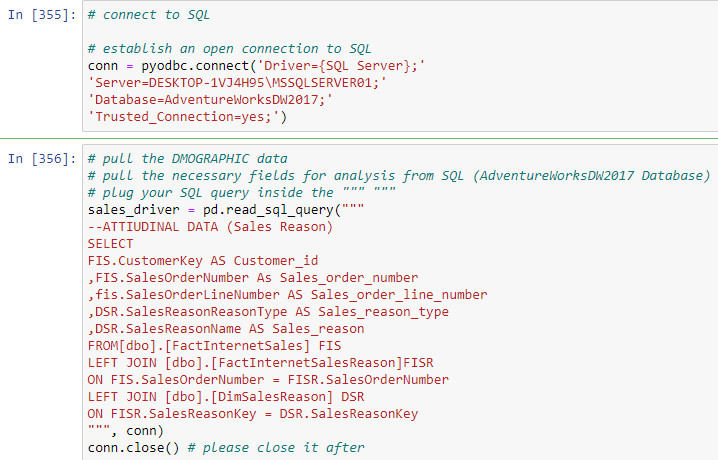 In [355]: # connect to SQL
# establish an open connection to SQL
conn = pyodbc.connect('Driver={SQL Server};'
'Server=DESKTOP-1VJ4H95\MSSQLSERVER01;'
'Database=AdventureWorksDW2017;'
'Trusted_Connection=yes;')
In [356]: # pull the DMOGRAPHIC data
# pull the necessary fields for analysis from SQL (AdventureWorksDW2017 Database)
# plug your SQL query inside the """ """
sales_driver = pd.read_sql_query("""
--ATTIUDINAL DATA (Sales Reason)
SELECT
FIS.CustomerKey AS Customer_id
,FIS.SalesOrderNumber As Sales_order_number
,fis.SalesOrderLineNumber AS Sales_order_line_number
,DSR.SalesReasonReasonType AS Sales_reason_type
,DSR.SalesReasonName AS Sales_reason
FROM[dbo].[FactInternetSales] FIS
LEFT JOIN [dbo].[FactInternetSalesReason]FISR
ON FIS.SalesOrderNumber = FISR.SalesOrderNumber
LEFT JOIN [dbo].[DimSalesReason] DSR
ON FISR.SalesReasonKey = DSR.SalesReasonKey
""", conn)
conn.close() # please close it after